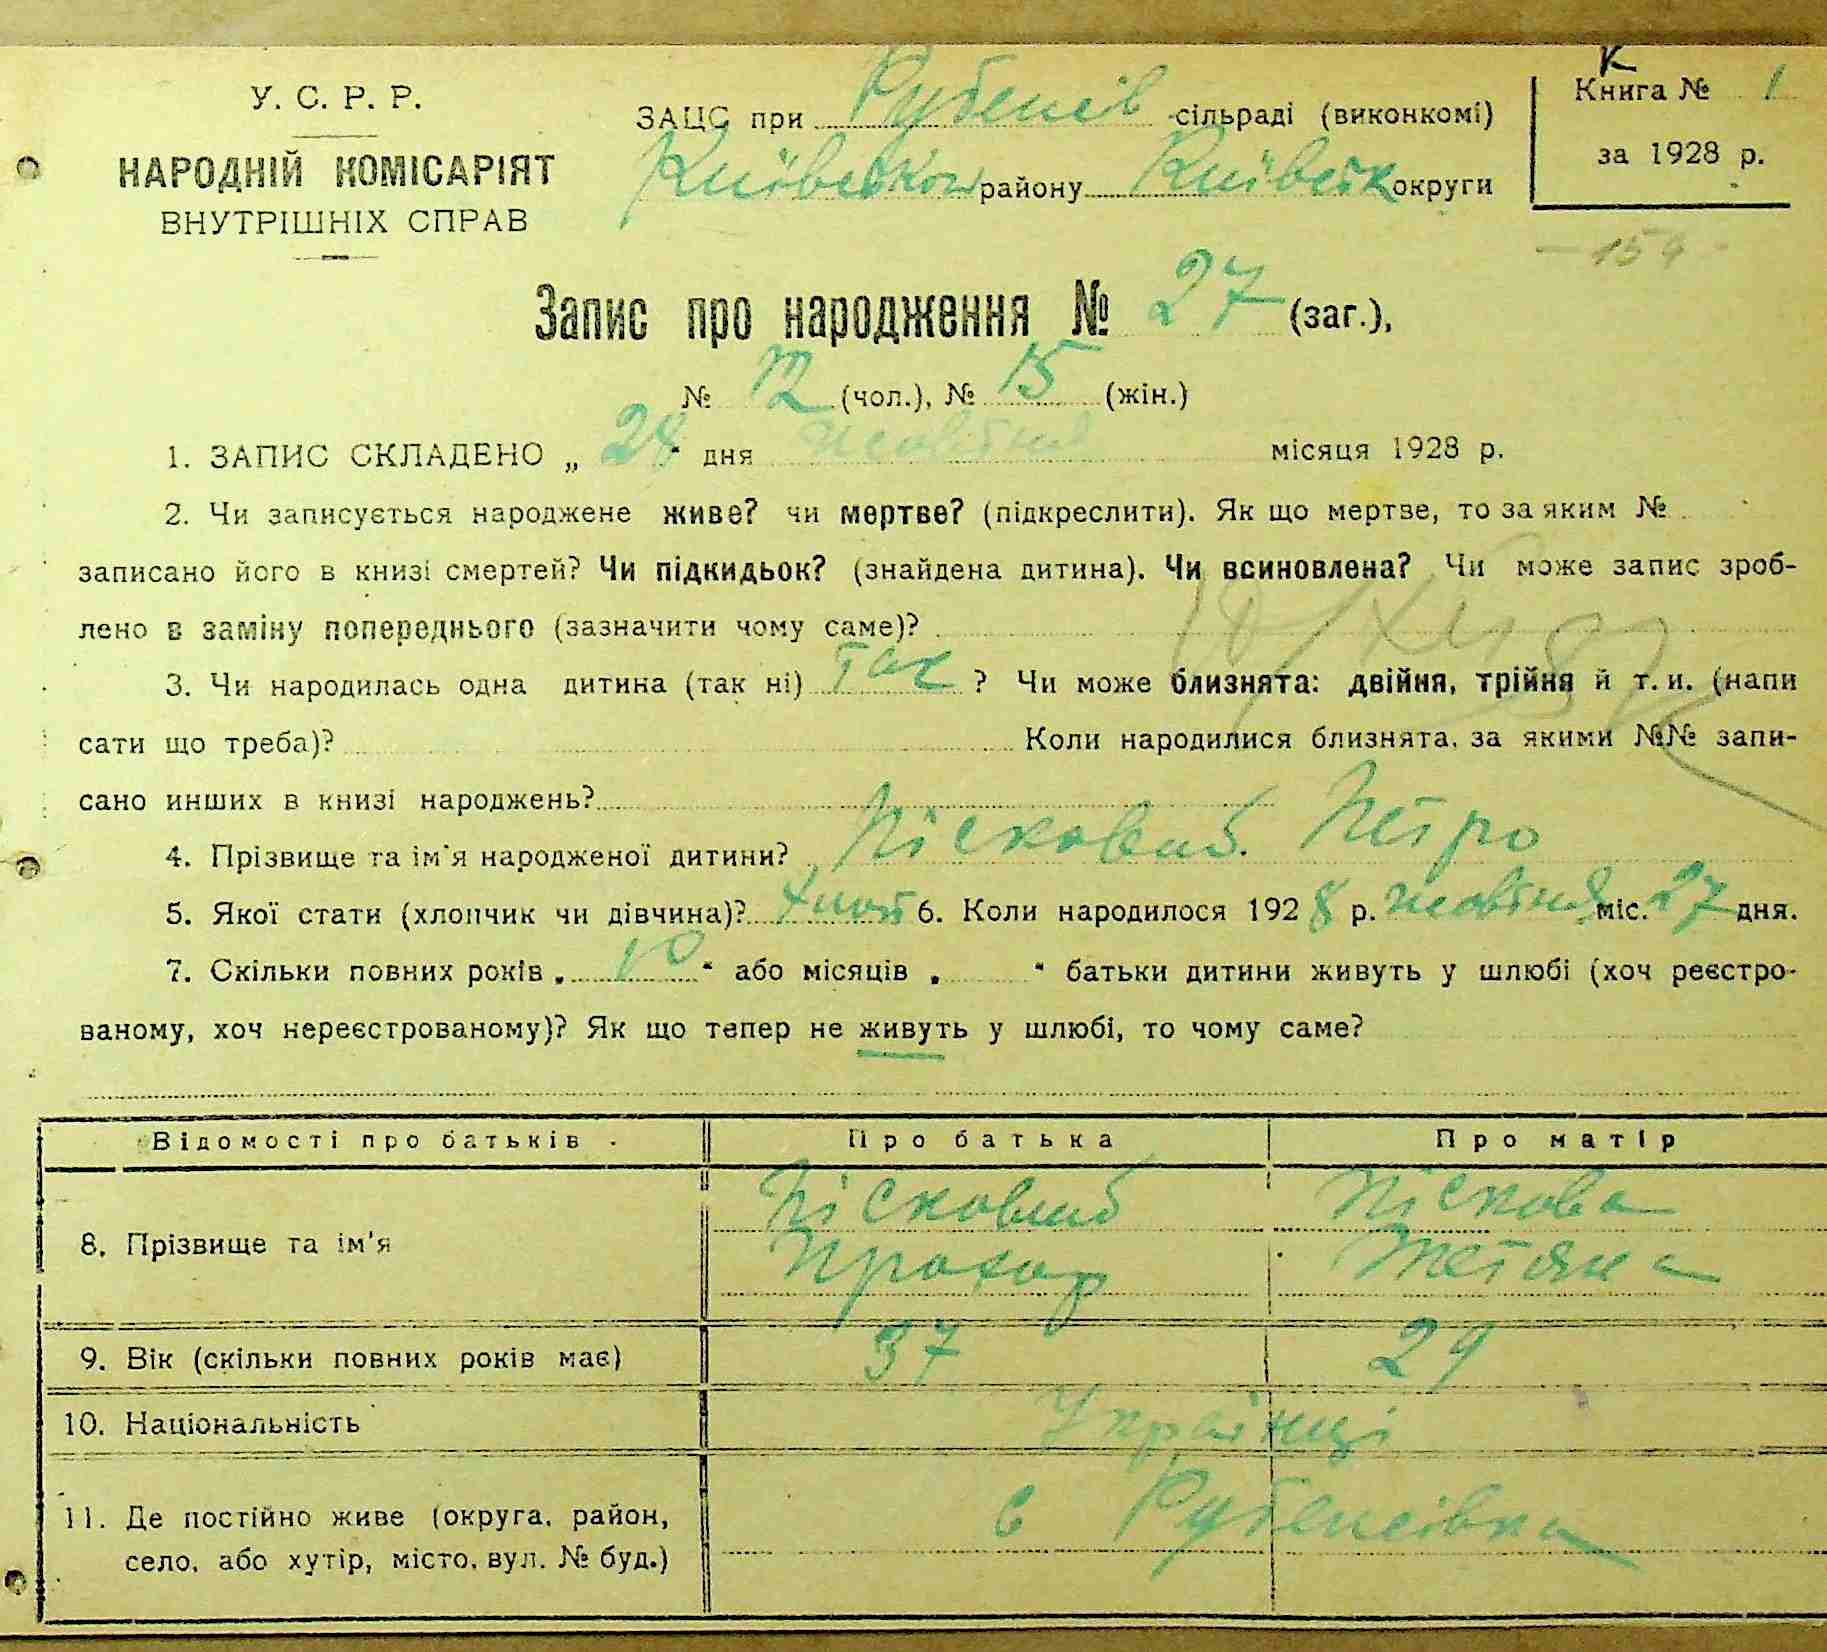 У. С. Р. Р.
НАРОДНІЙ КОМІСАРІЯТ
ВНУТРІШНІХ СПРАВ
ЗАЦС при сільраді (виконкомі)
Київськом району Київськ округи
Книга № 1
за 1928 р.
- 159 -
Запис про народження № 27 (заг.),
№ 12 (чол.), № 15 (жін.)
1. ЗАПИС СКЛАДЕНО „ 28 " дня жовтня місяця 1928 р.
2. Чи записується народжене живе? чи мертве? (підкреслити). Як що мертве, то за яким №
записано його в книзі смертей? Чи підкидьок? (знайдена дитина). Чи всиновлена? Чи може запис зроб-
лено в заміну попереднього (зазначити чому саме)?
3. Чи народилась одна дитина (так ні) так ? Чи може близнята: двійня, трійня й т. и. (напи
сати що треба)? Коли народилися близнята, за якими №№ запи-
сано инших в книзі народжень?
4. Прізвище та ім'я народженої дитини? Пісковий Петро
5. Якої стати (хлопчик чи дівчина)? 6. Коли народилося 1928 р. жовтня міс. 27 дня.
7. Скільки повних років „ 10 " або місяців „ " батьки дитини живуть у шлюбі (хоч реєстро-
ваному, хоч нереєстрованому)? Як що тепер не живуть у шлюбі, то чому саме?
Відомості про батьків Про батька Про матір
8. Прізвище та ім'я Пісковий Прохор Піскова Тетяна
9. Вік (скільки повних років має) 37 29
10. Національність Українці
11. Де постійно живе (округа, район,
село, або хутір, місто, вул. № буд.)